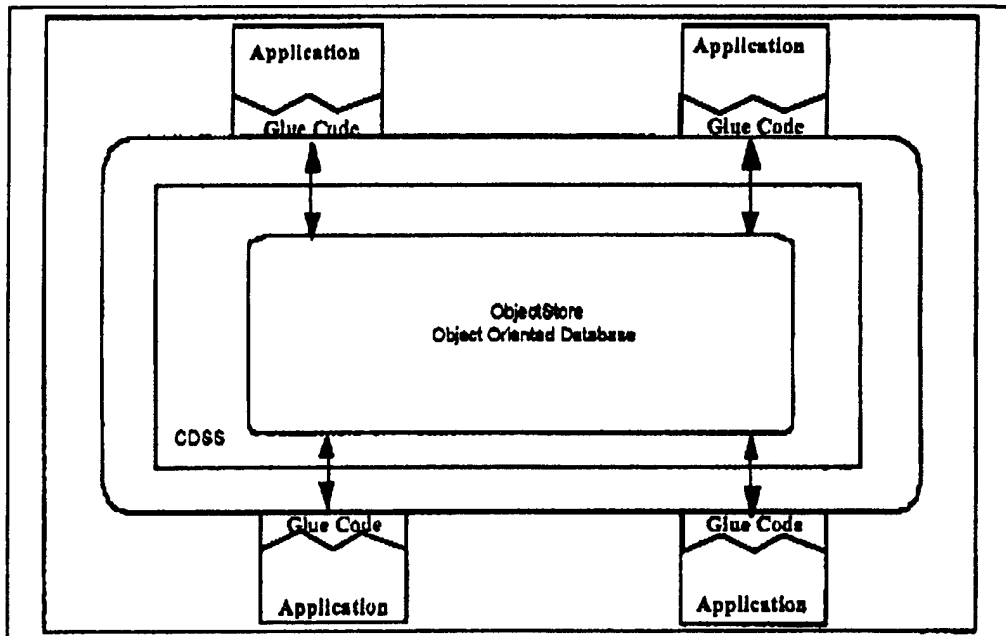 Application
Application
Glue Code
Glue Code
ObjectStore
Object Oriented Database
CDSS
Glue Code
Glue Code
Application
Application